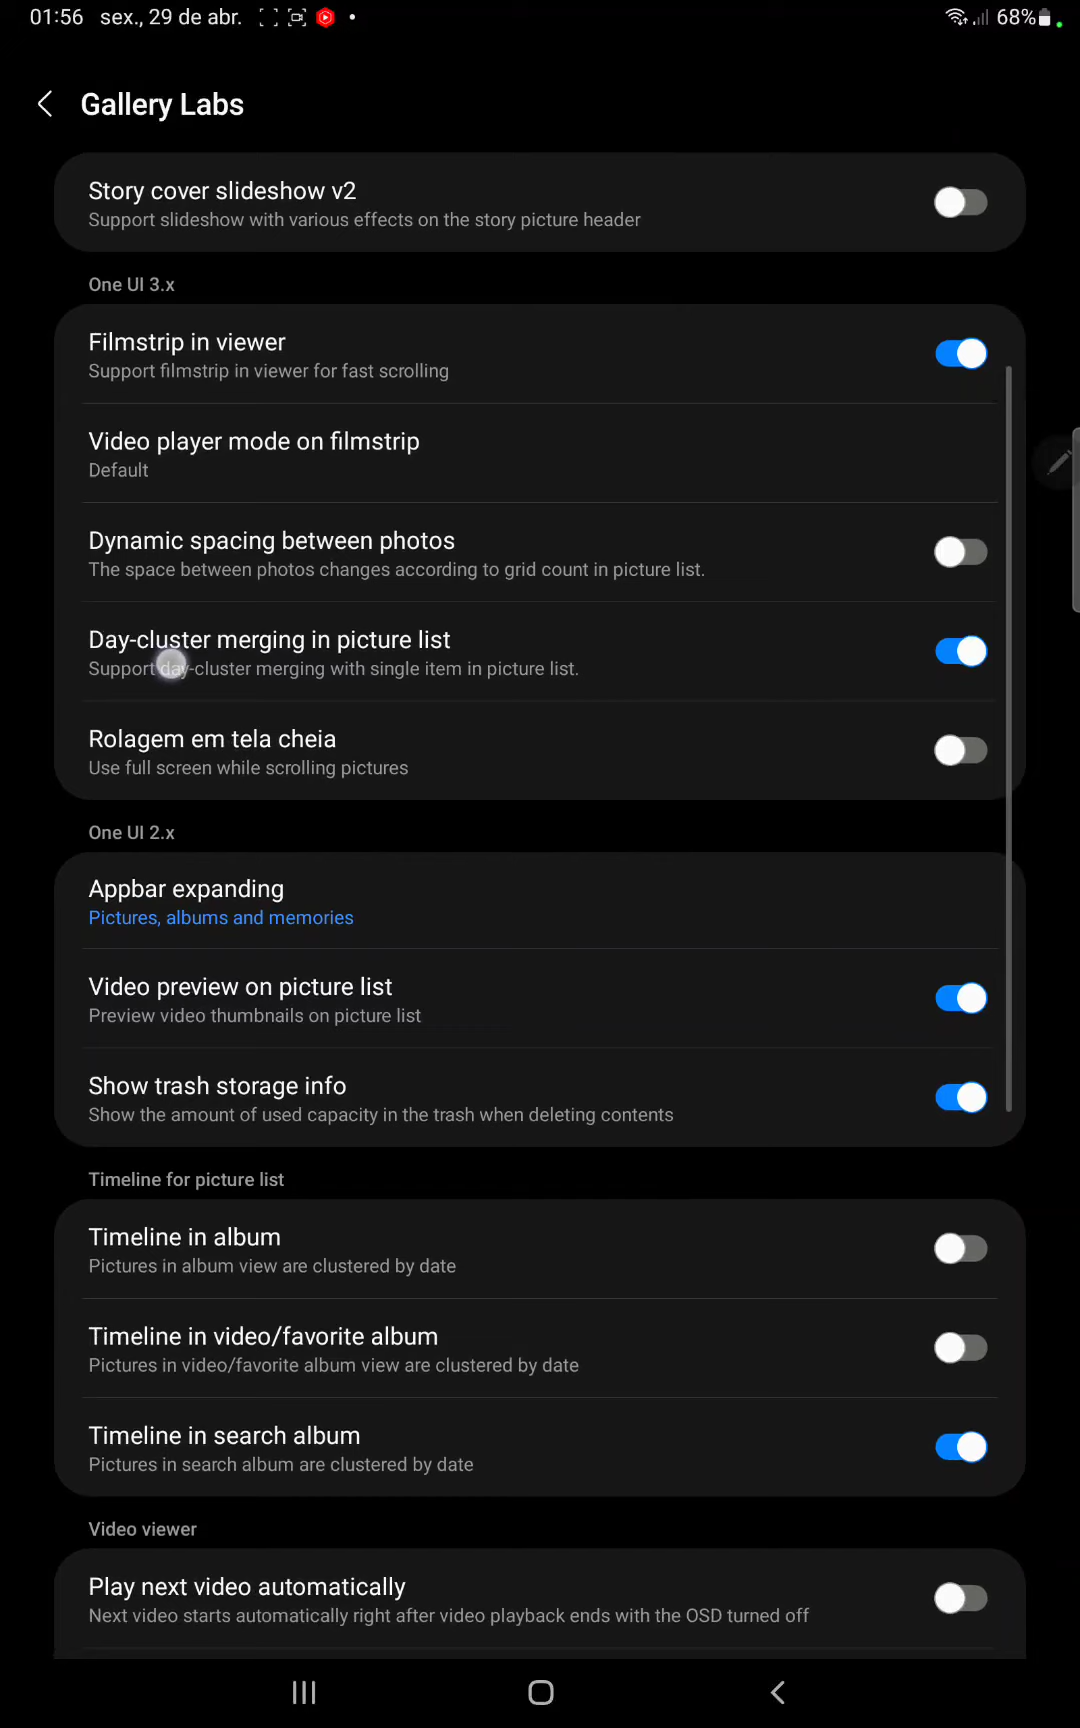 01:56 sex., 29 de abr.
68%
Gallery Labs
Story cover slideshow v2
Support slideshow with various effects on the story picture header
One UI 3.x
Filmstrip in viewer
Support filmstrip in viewer for fast scrolling
Video player mode on filmstrip
Default
Dynamic spacing between photos
The space between photos changes according to grid count in picture list.
Day-cluster merging in picture list
Support day-cluster merging with single item in picture list.
Rolagem em tela cheia
Use full screen while scrolling pictures
One UI 2.x
Appbar expanding
Pictures, albums and memories
Video preview on picture list
Preview video thumbnails on picture list
Show trash storage info
Show the amount of used capacity in the trash when deleting contents
Timeline for picture list
Timeline in album
Pictures in album view are clustered by date
Timeline in video/favorite album
Pictures in video/favorite album view are clustered by date
Timeline in search album
Pictures in search album are clustered by date
Video viewer
Play next video automatically
Next video starts automatically right after video playback ends with the OSD turned off